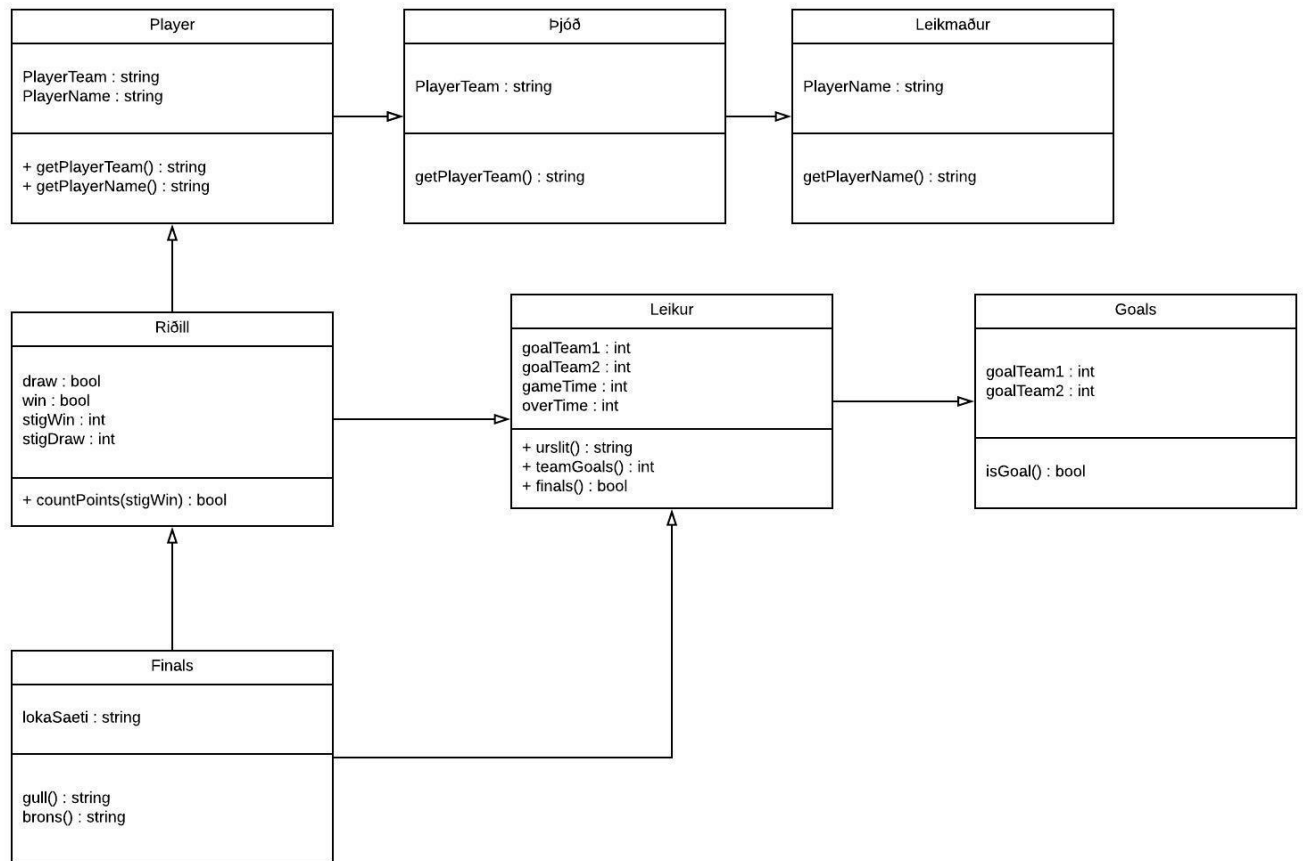 Player
PlayerTeam : string
PlayerName : string
+ getPlayerTeam() : string
+ getPlayerName() : string
Þjóð
PlayerTeam : string
getPlayerTeam() : string
Leikmaður
PlayerName : string
getPlayerName() : string
Riðill
draw : bool
win : bool
stigWin : int
stigDraw : int
+ countPoints(stigWin) : bool
Leikur
goalTeam1 : int
goalTeam2 : int
gameTime : int
overTime : int
+ urslit() : string
+ teamGoals() : int
+ finals() : bool
Goals
goalTeam1 : int
goalTeam2 : int
isGoal() : bool
Finals
lokaSaeti : string
gull() : string
brons() : string